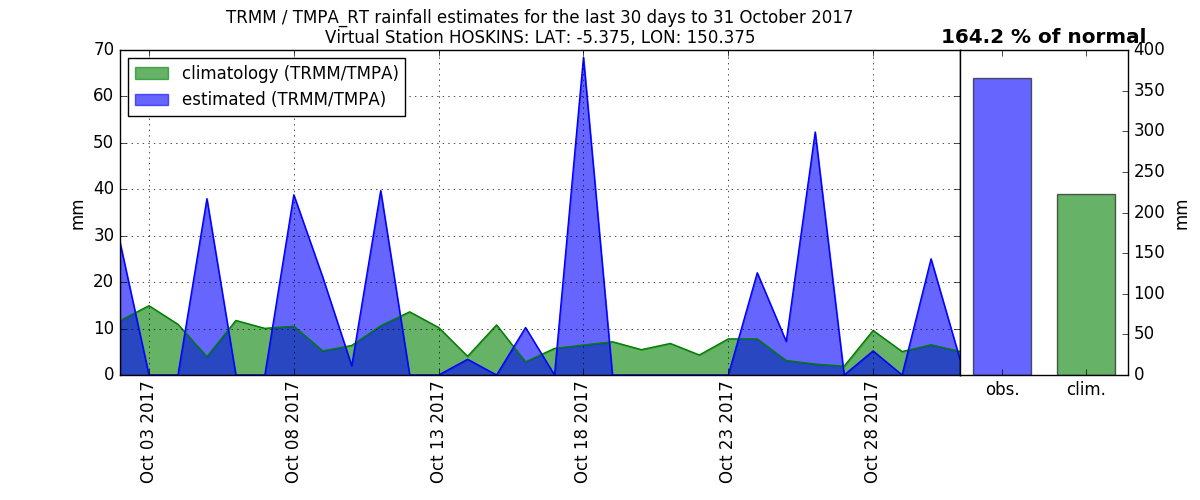 TRMM / TMPA_RT rainfall estimates for the last 30 days to 31 October 2017
Virtual Station HOSKINS: LAT: -5.375, LON: 150.375
164.2 % of normal
climatology (TRMM/TMPA)
estimated (TRMM/TMPA)
70
60
50
40
30
20
10
0
mm
Oct 03 2017
Oct 08 2017
Oct 13 2017
Oct 18 2017
Oct 23 2017
Oct 28 2017
obs.
clim.
400
350
300
250
200
150
100
50
0
mm